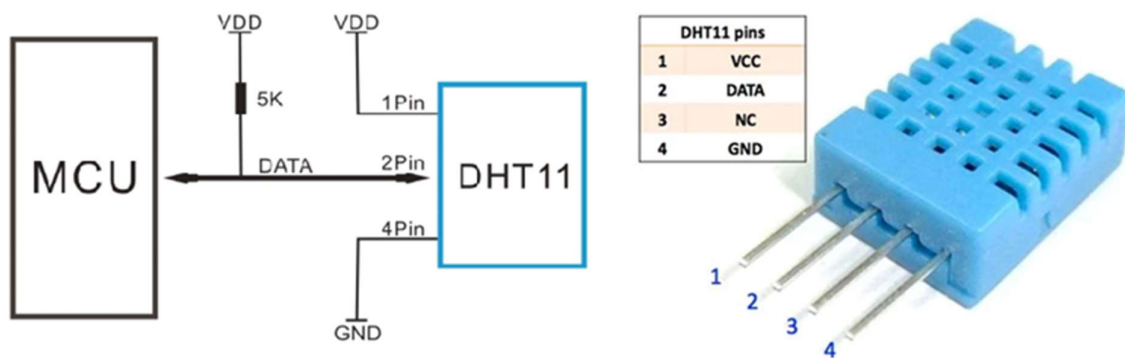 VDD
VDD
5K
1Pin
MCU
DATA
2Pin
DHT11
4Pin
GND
DHT11 pins
1 VCC
2 DATA
3 NC
4 GND
1
2
3
4